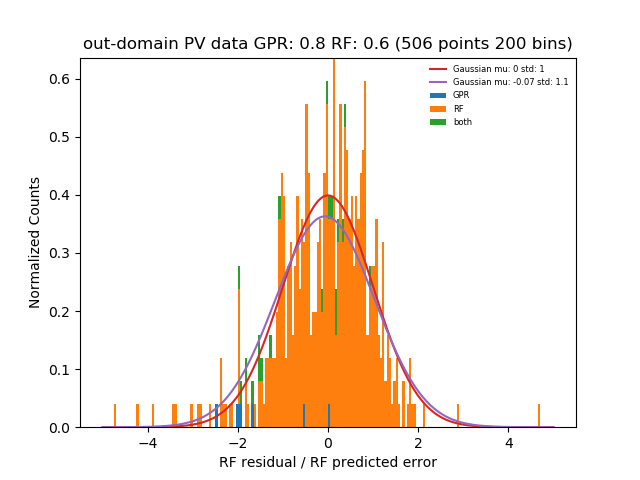 out-domain PV data GPR: 0.8 RF: 0.6 (506 points 200 bins)
Normalized Counts
0.6
0.5
0.4
0.3
0.2
0.1
0.0
Gaussian mu: 0 std: 1
Gaussian mu: -0.07 std: 1.1
GPR
RF
both
−4
−2
0
2
4
RF residual / RF predicted error